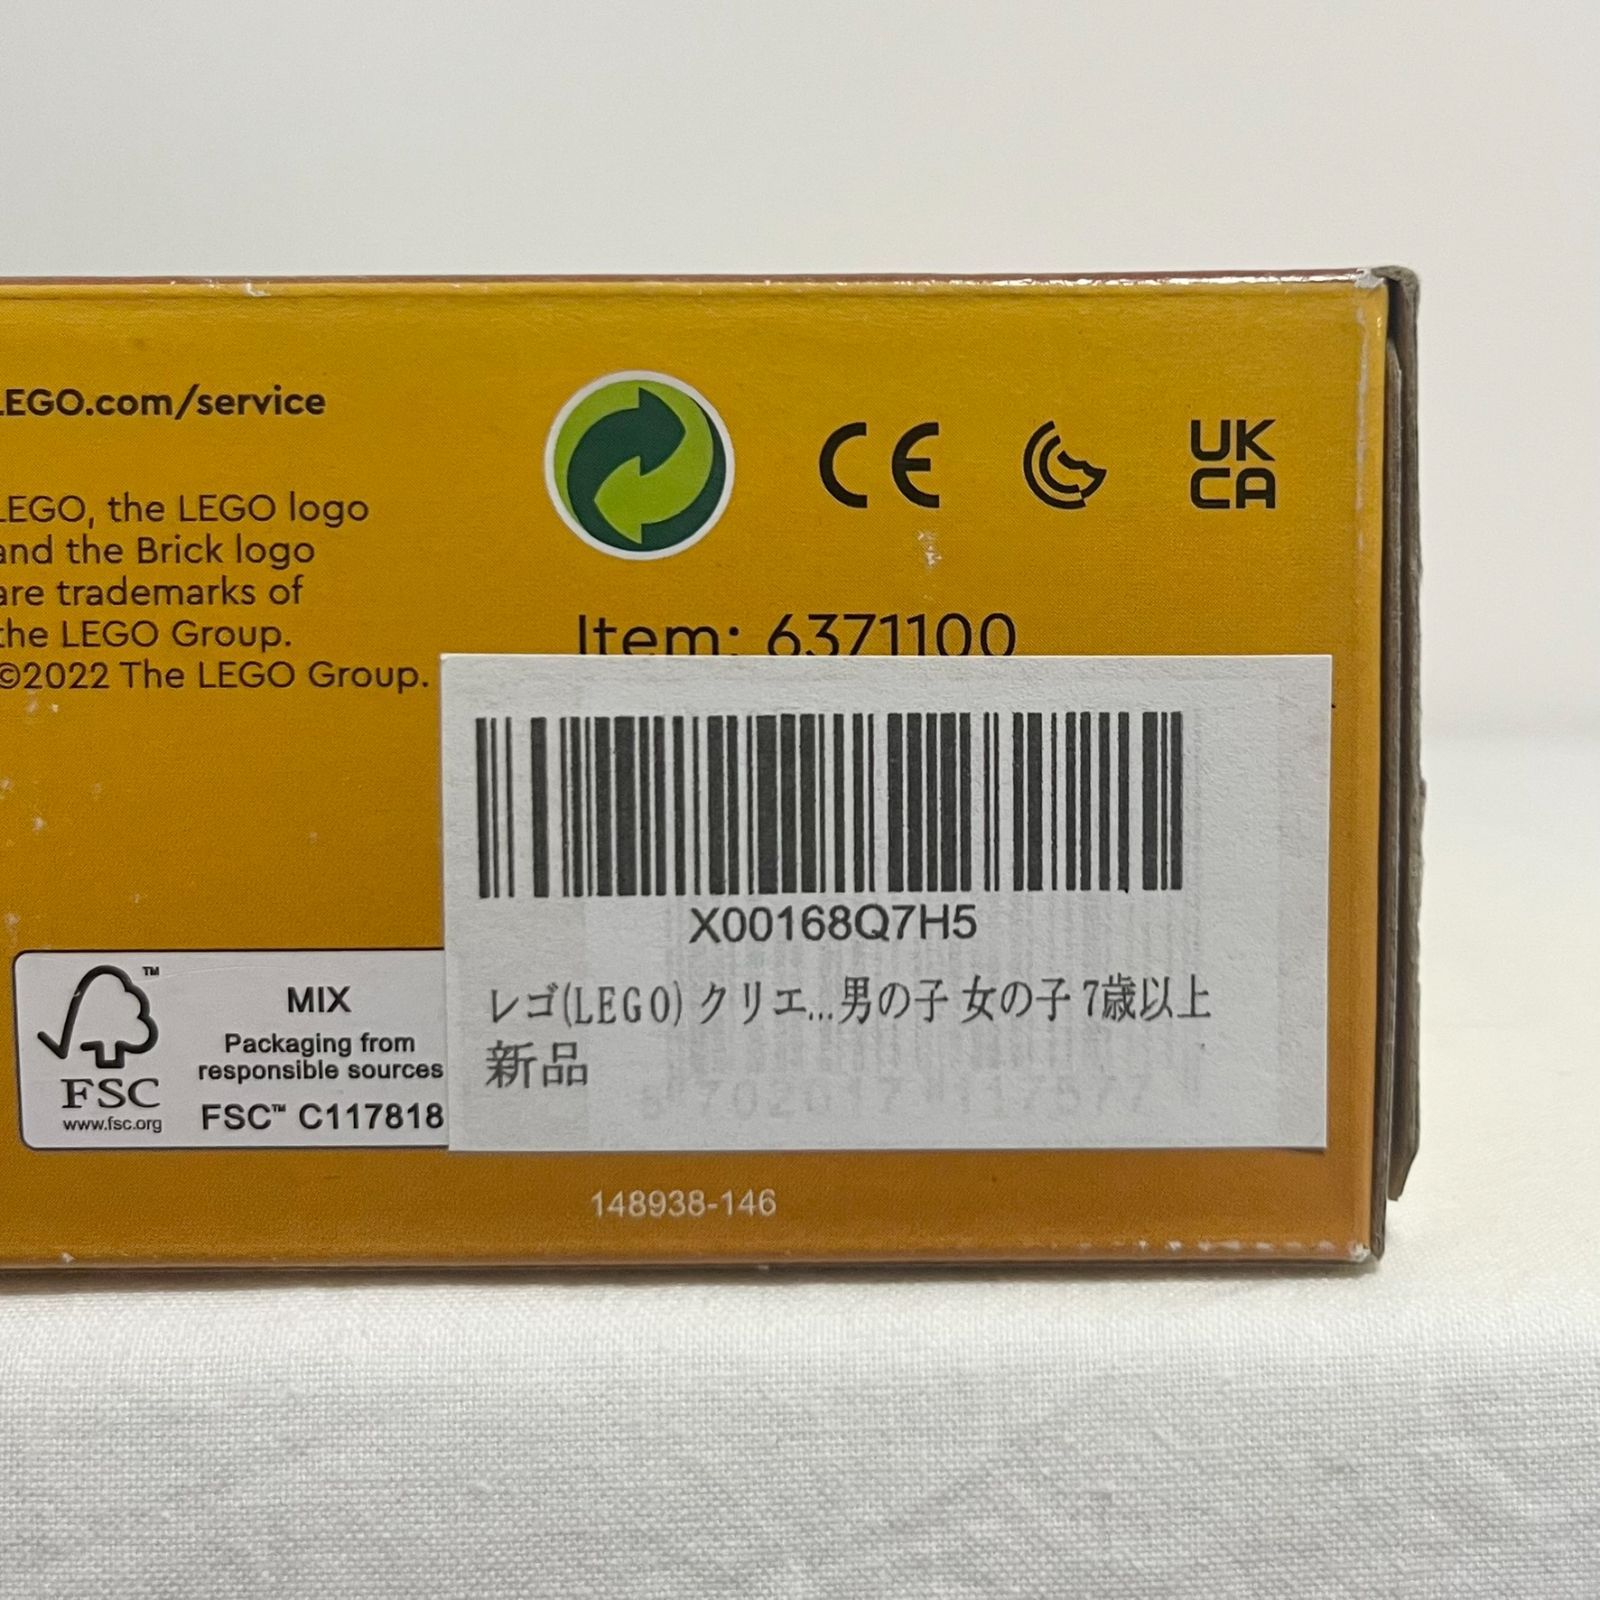 LEGO.com/service
LEGO, the LEGO logo
and the Brick logo
are trademarks of
the LEGO Group.
©2022 The LEGO Group.
CE
UK
CA
Item: 6371100
X00168Q7H5
レゴ(LEGO) クリエ...男の子 女の子 7歳以上
新品
™
FSC
www.fsc.org
MIX
Packaging from
responsible sources
FSC™ C117818
148938-146